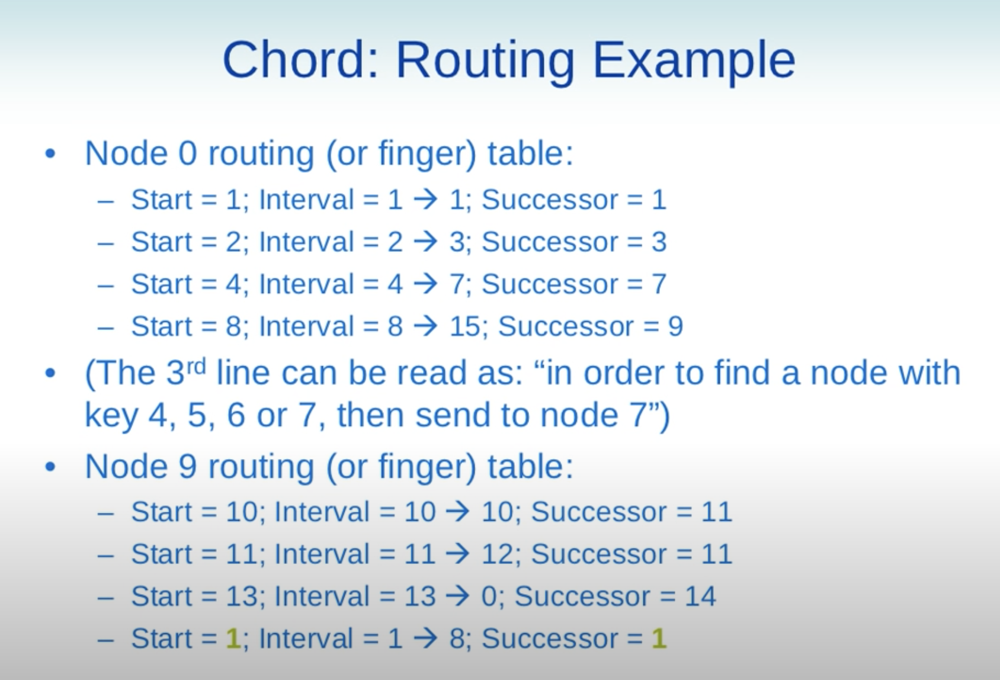 Chord: Routing Example
• Node 0 routing (or finger) table:
– Start = 1; Interval = 1 → 1; Successor = 1
– Start = 2; Interval = 2 → 3; Successor = 3
– Start = 4; Interval = 4 → 7; Successor = 7
– Start = 8; Interval = 8 → 15; Successor = 9
• (The 3rd line can be read as: “in order to find a node with
key 4, 5, 6 or 7, then send to node 7”)
• Node 9 routing (or finger) table:
– Start = 10; Interval = 10 → 10; Successor = 11
– Start = 11; Interval = 11 → 12; Successor = 11
– Start = 13; Interval = 13 → 0; Successor = 14
– Start = 1; Interval = 1 → 8; Successor = 1